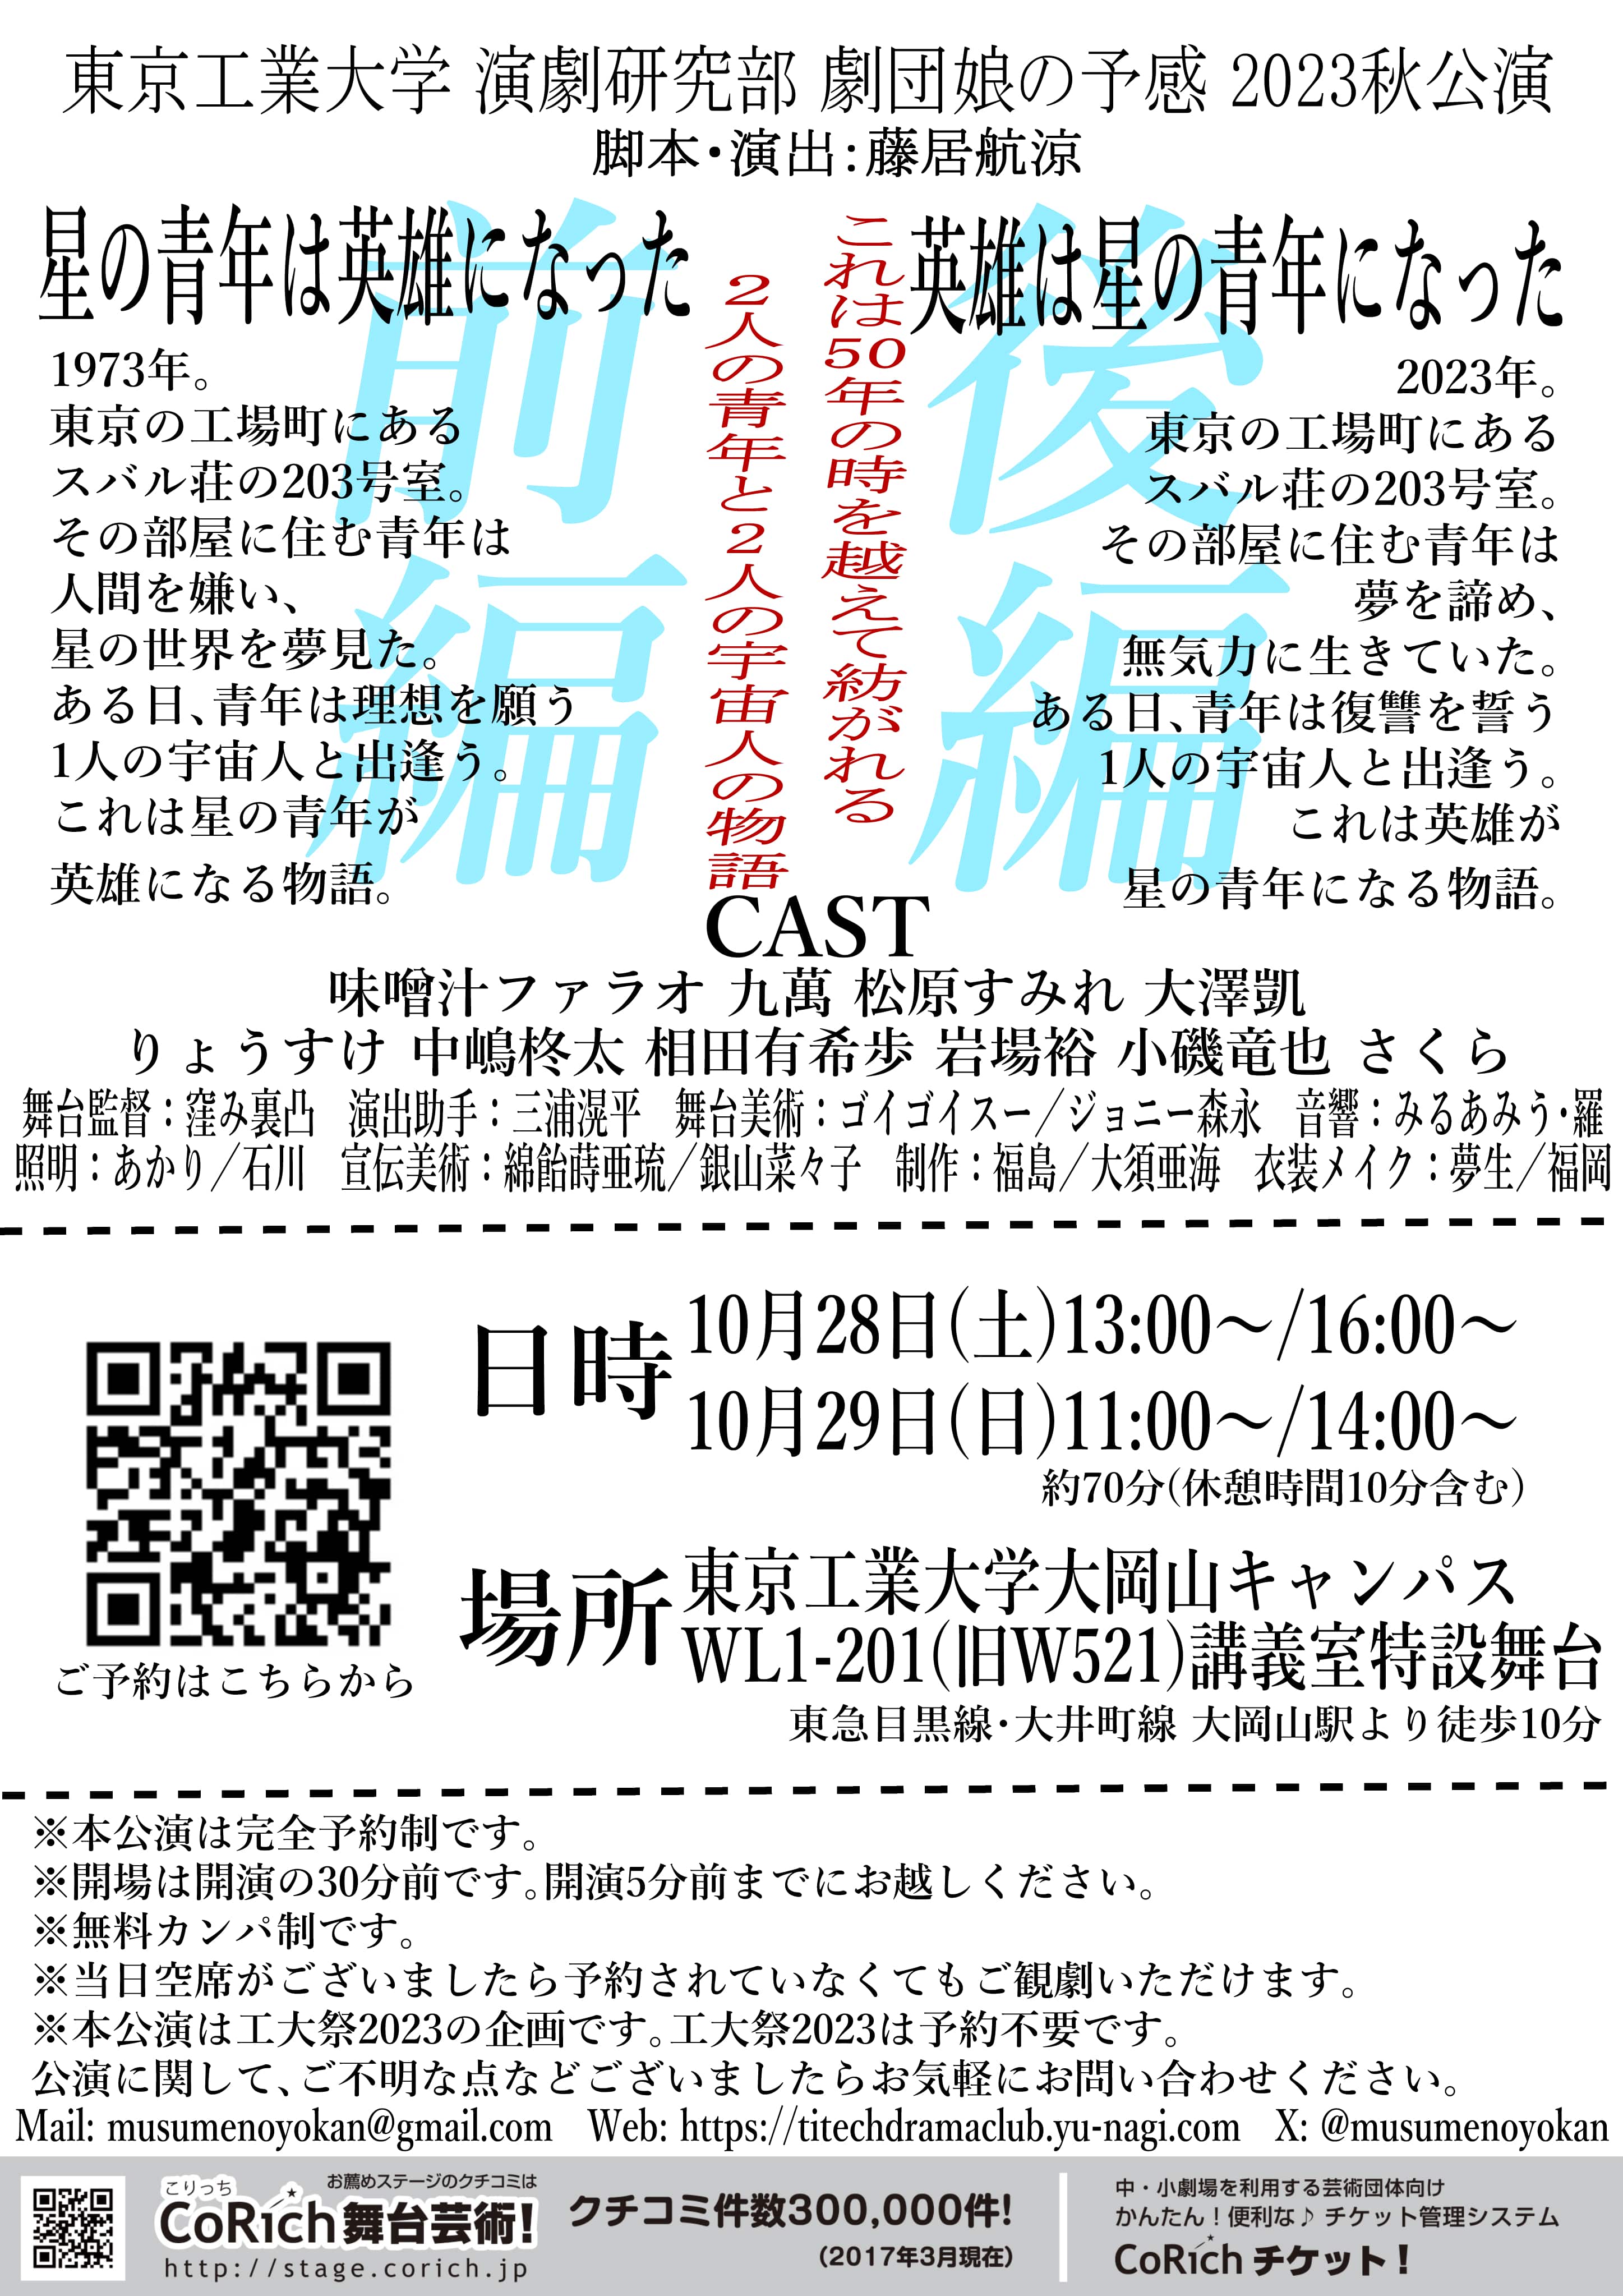 東京工業大学 演劇研究部 劇団娘の予感 2023秋公演
脚本・演出：藤居航涼
前編
星の青年は英雄になった
1973年。
東京の工場町にある
スバル荘の203号室。
その部屋に住む青年は
人間を嫌い、
星の世界を夢見た。
ある日、青年は理想を願う
1人の宇宙人と出逢う。
これは星の青年が
英雄になる物語。
これは50年の時を越えて紡がれる
2人の青年と2人の宇宙人の物語
後編
英雄は星の青年になった
2023年。
東京の工場町にある
スバル荘の203号室。
その部屋に住む青年は
夢を諦め、
無気力に生きていた。
ある日、青年は復讐を誓う
1人の宇宙人と出逢う。
これは英雄が
星の青年になる物語。
CAST
味噌汁ファラオ 九萬 松原すみれ 大澤凱
りょうすけ 中嶋柊太 相田有希歩 岩場裕 小磯竜也 さくら
舞台監督：窪み裏凸　演出助手：三浦滉平　舞台美術：ゴイゴイスー／ジョニー森永　音響：みるあみう・羅
照明：あかり／石川　宣伝美術：綿飴蒔亜琉／銀山菜々子　制作：福島／大須亜海　衣装メイク：夢生／福岡
日時
10月28日(土)13:00〜/16:00〜
10月29日(日)11:00〜/14:00〜
約70分(休憩時間10分含む)
場所
東京工業大学大岡山キャンパス
WL1-201(旧W521)講義室特設舞台
東急目黒線・大井町線 大岡山駅より徒歩10分
ご予約はこちらから
※本公演は完全予約制です。
※開場は開演の30分前です。開演5分前までにお越しください。
※無料カンパ制です。
※当日空席がございましたら予約されていなくてもご観劇いただけます。
※本公演は工大祭2023の企画です。工大祭2023は予約不要です。
公演に関して、ご不明な点などございましたらお気軽にお問い合わせください。
Mail: musumenoyokan@gmail.com　Web: https://titechdramaclub.yu-nagi.com　X: @musumenoyokan
こりっち
お薦めステージのクチコミは
CoRich舞台芸術！
http://stage.corich.jp
クチコミ件数300,000件！
（2017年3月現在）
中・小劇場を利用する芸術団体向け
かんたん！便利な♪ チケット管理システム
CoRich チケット！